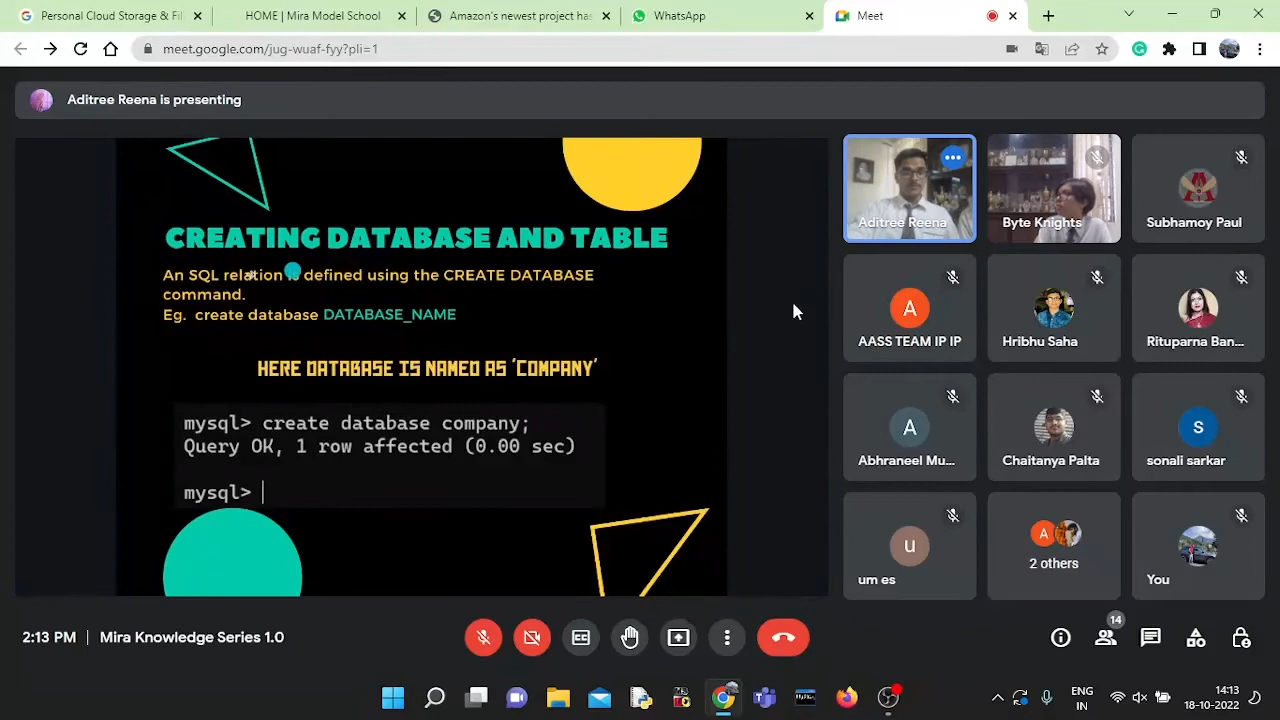 Personal Cloud Storage & Fil
HOME | Mira Model School
Amazon's newest project has
WhatsApp
Meet
meet.google.com/jug-wuaf-fyy?pli=1
Aditree Reena is presenting
CREATING DATABASE AND TABLE
An SQL relation is defined using the CREATE DATABASE
command.
Eg. create database DATABASE_NAME
HERE DATABASE IS NAMED AS 'COMPANY'
mysql> create database company;
Query OK, 1 row affected (0.00 sec)
mysql>
Aditree Reena
Byte Knights
Subhamoy Paul
A
AASS TEAM IP IP
Hribhu Saha
Rituparna Ban...
A
Abhraneel Mu...
Chaitanya Palta
s
sonali sarkar
u
um es
A
2 others
You
2:13 PM | Mira Knowledge Series 1.0
CC
14
ENG
IN
14:13
18-10-2022